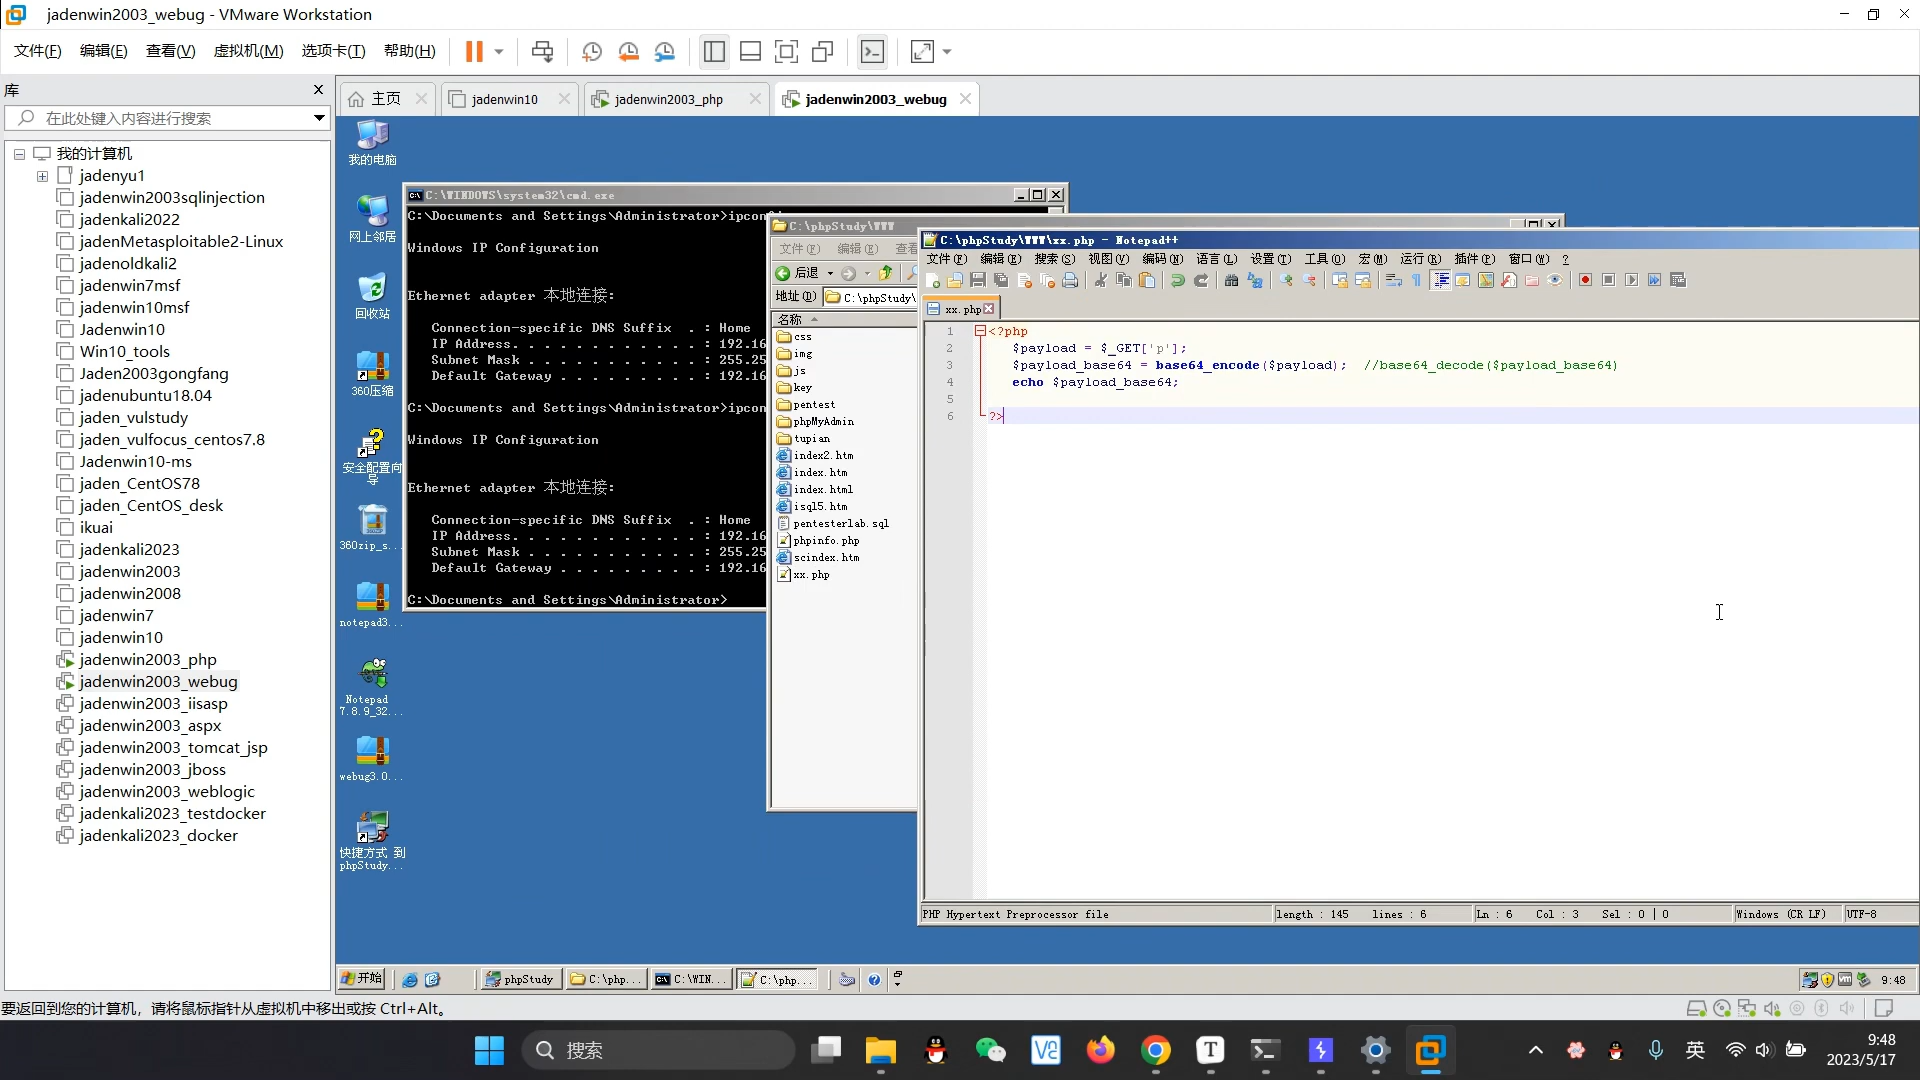 jadenwin2003_webug - VMware Workstation
文件(F) 编辑(E) 查看(V) 虚拟机(M) 选项卡(T) 帮助(H)
库
在此处键入内容进行搜索
我的计算机
jadenyu1
jadenwin2003sqlinjection
jadenkali2022
jadenMetasploitable2-Linux
jadenoldkali2
jadenwin7msf
jadenwin10msf
Jadenwin10
Win10_tools
Jaden2003gongfang
jadenubuntu18.04
jaden_vulstudy
jaden_vulfocus_centos7.8
Jadenwin10-ms
jaden_CentOS78
jaden_CentOS_desk
ikuai
jadenkali2023
jadenwin2003
jadenwin2008
jadenwin7
jadenwin10
jadenwin2003_php
jadenwin2003_webug
jadenwin2003_iisasp
jadenwin2003_aspx
jadenwin2003_tomcat_jsp
jadenwin2003_jboss
jadenwin2003_weblogic
jadenkali2023_testdocker
jadenkali2023_docker
主页 jadenwin10 jadenwin2003_php jadenwin2003_webug
我的电脑
网上邻居
回收站
360压缩
安全配置向
导
360zip_s...
notepad3...
Notepad
7.8.9_32...
webug3.0...
快捷方式 到
phpStudy...
C:\WINDOWS\system32\cmd.exe
C:\Documents and Settings\Administrator>ipcon
Windows IP Configuration
Ethernet adapter 本地连接:
Connection-specific DNS Suffix . : Home
IP Address. . . . . . . . . . . . : 192.16
Subnet Mask . . . . . . . . . . . : 255.25
Default Gateway . . . . . . . . . : 192.16
C:\Documents and Settings\Administrator>ipcon
Windows IP Configuration
Ethernet adapter 本地连接:
Connection-specific DNS Suffix . : Home
IP Address. . . . . . . . . . . . : 192.16
Subnet Mask . . . . . . . . . . . : 255.25
Default Gateway . . . . . . . . . : 192.16
C:\Documents and Settings\Administrator>
C:\phpStudy\WWW
文件(F) 编辑(E) 查看
后退
地址(D) C:\phpStudy\
名称
css
img
js
key
pentest
phpMyAdmin
tupian
index2.htm
index.htm
index.html
isql5.htm
pentesterlab.sql
phpinfo.php
scindex.htm
xx.php
C:\phpStudy\WWW\xx.php - Notepad++
文件(F) 编辑(E) 搜索(S) 视图(V) 编码(N) 语言(L) 设置(T) 工具(O) 宏(M) 运行(R) 插件(P) 窗口(W) ?
xx.php
1 <?php
2 $payload = $_GET['p'];
3 $payload_base64 = base64_encode($payload); //base64_decode($payload_base64)
4 echo $payload_base64;
5
6 ?>
PHP Hypertext Preprocessor file length : 145 lines : 6 Ln : 6 Col : 3 Sel : 0 | 0 Windows (CR LF) UTF-8
开始 phpStudy C:\php... C:\WIN... C:\php... 9:48
要返回到您的计算机，请将鼠标指针从虚拟机中移出或按 Ctrl+Alt。
搜索
英
9:48
2023/5/17